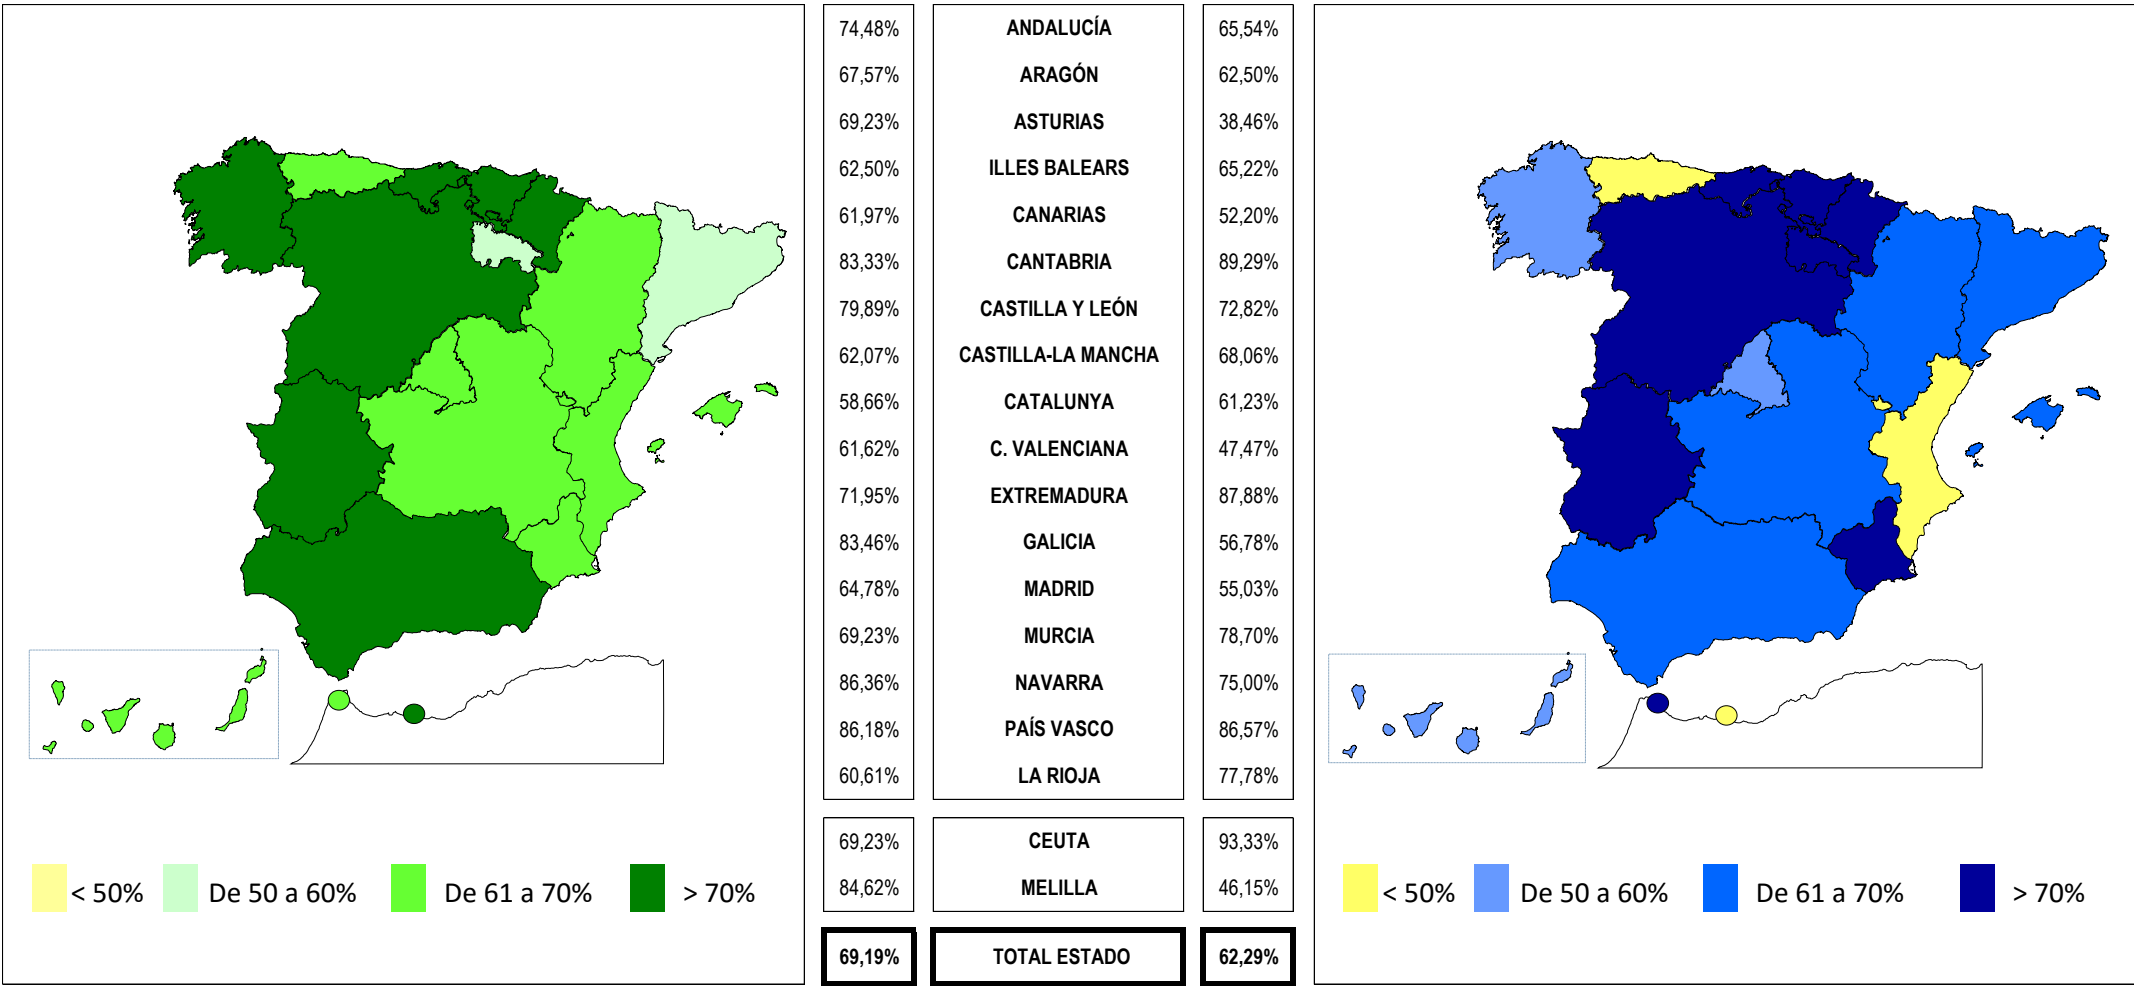 74,48% ANDALUCÍA 65,54%
67,57% ARAGÓN 62,50%
69,23% ASTURIAS 38,46%
62,50% ILLES BALEARS 65,22%
61,97% CANARIAS 52,20%
83,33% CANTABRIA 89,29%
79,89% CASTILLA Y LEÓN 72,82%
62,07% CASTILLA-LA MANCHA 68,06%
58,66% CATALUNYA 61,23%
61,62% C. VALENCIANA 47,47%
71,95% EXTREMADURA 87,88%
83,46% GALICIA 56,78%
64,78% MADRID 55,03%
69,23% MURCIA 78,70%
86,36% NAVARRA 75,00%
86,18% PAÍS VASCO 86,57%
60,61% LA RIOJA 77,78%
69,23% CEUTA 93,33%
84,62% MELILLA 46,15%
69,19% TOTAL ESTADO 62,29%
< 50% De 50 a 60% De 61 a 70% > 70%
< 50% De 50 a 60% De 61 a 70% > 70%